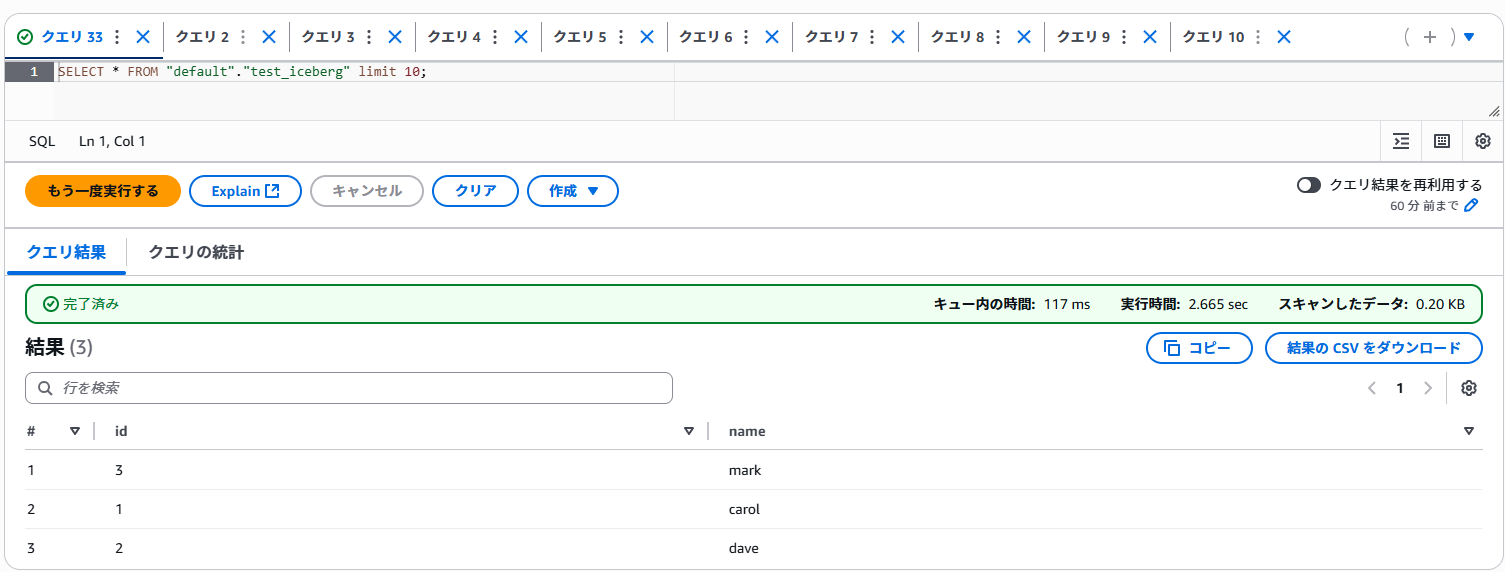 クエリ 33 クエリ 2 クエリ 3 クエリ 4 クエリ 5 クエリ 6 クエリ 7 クエリ 8 クエリ 9 クエリ 10
1 SELECT * FROM "default"."test_iceberg" limit 10;
SQL Ln 1, Col 1
もう一度実行する Explain キャンセル クリア 作成 クエリ結果を再利用する
60 分 前まで
クエリ結果 クエリの統計
完了済み キュー内の時間: 117 ms 実行時間: 2.665 sec スキャンしたデータ: 0.20 KB
結果 (3) コピー 結果の CSV をダウンロード
行を検索 1
# id name
1 3 mark
2 1 carol
3 2 dave